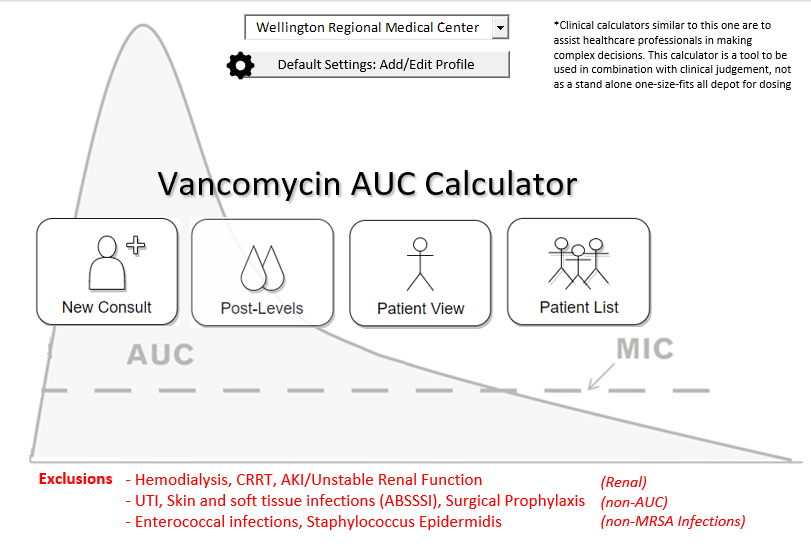 Wellington Regional Medical Center
Default Settings: Add/Edit Profile
*Clinical calculators similar to this one are to
assist healthcare professionals in making
complex decisions. This calculator is a tool to be
used in combination with clinical judgement, not
as a stand alone one-size-fits all depot for dosing
Vancomycin AUC Calculator
New Consult
Post-Levels
Patient View
Patient List
AUC
MIC
Exclusions - Hemodialysis, CRRT, AKI/Unstable Renal Function (Renal)
- UTI, Skin and soft tissue infections (ABSSSI), Surgical Prophylaxis (non-AUC)
- Enterococcal infections, Staphylococcus Epidermidis (non-MRSA Infections)